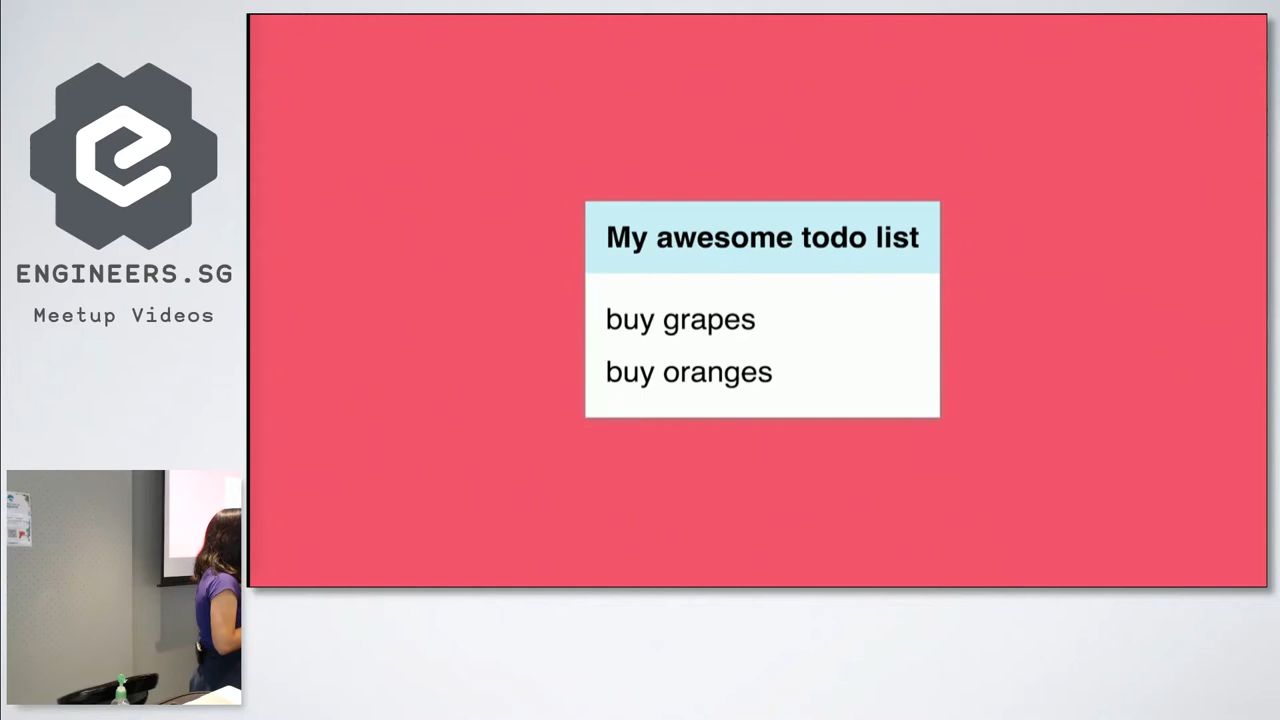 ENGINEERS.SG
Meetup Videos
My awesome todo list
buy grapes
buy oranges